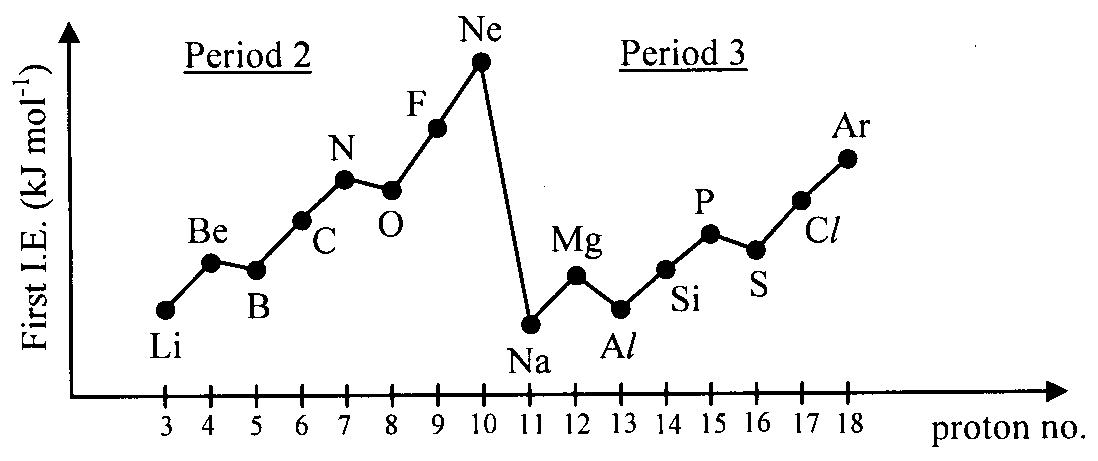 Period 2
Period 3
First I.E. (kJ mol⁻¹)
Li
Be
B
C
N
O
F
Ne
Na
Mg
Al
Si
P
S
Cl
Ar
3 4 5 6 7 8 9 10 11 12 13 14 15 16 17 18
proton no.